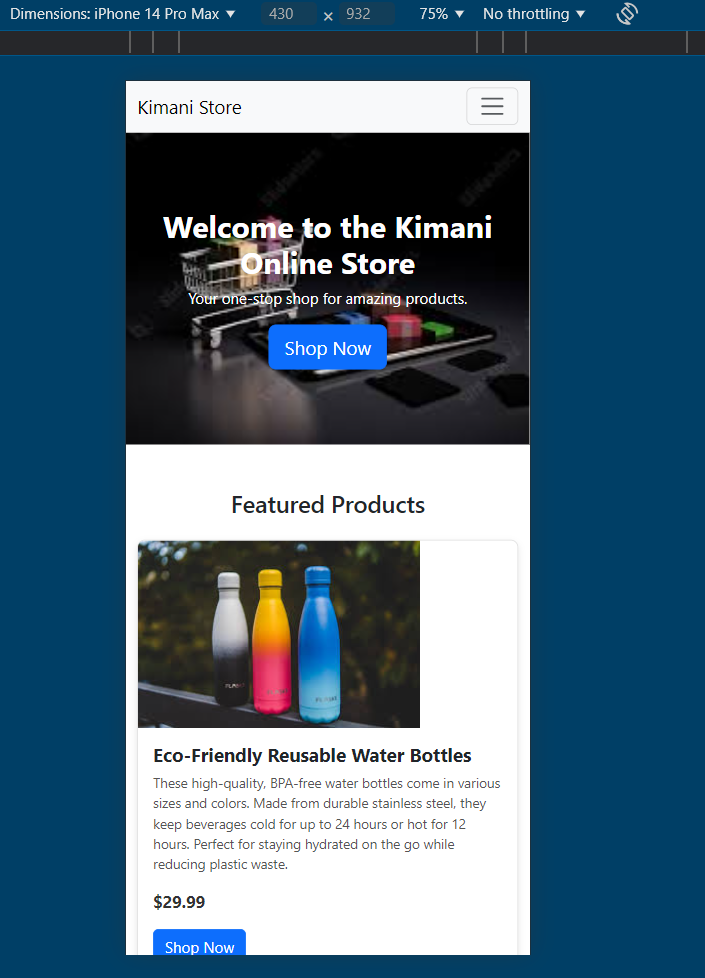 Dimensions: iPhone 14 Pro Max ▼ 430 × 932 75% ▼ No throttling ▼
Kimani Store
Welcome to the Kimani
Online Store
Your one-stop shop for amazing products.
Shop Now
Featured Products
Eco-Friendly Reusable Water Bottles
These high-quality, BPA-free water bottles come in various
sizes and colors. Made from durable stainless steel, they
keep beverages cold for up to 24 hours or hot for 12
hours. Perfect for staying hydrated on the go while
reducing plastic waste.
$29.99
Shop Now